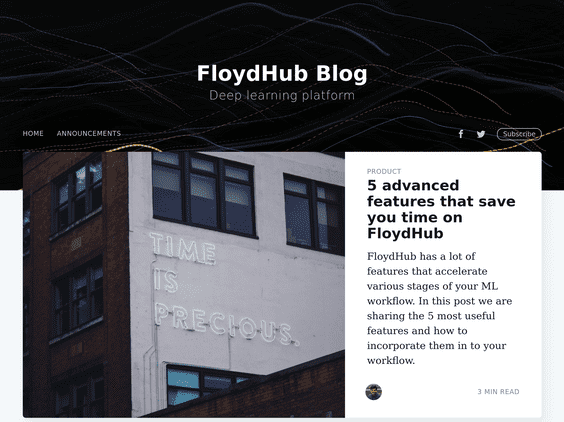 FloydHub Blog
Deep learning platform
HOME ANNOUNCEMENTS Subscribe
TIME
IS
PRECIOUS.
PRODUCT
5 advanced
features that save
you time on
FloydHub
FloydHub has a lot of
features that accelerate
various stages of your ML
workflow. In this post we are
sharing the 5 most useful
features and how to
incorporate them in to your
workflow.
3 MIN READ